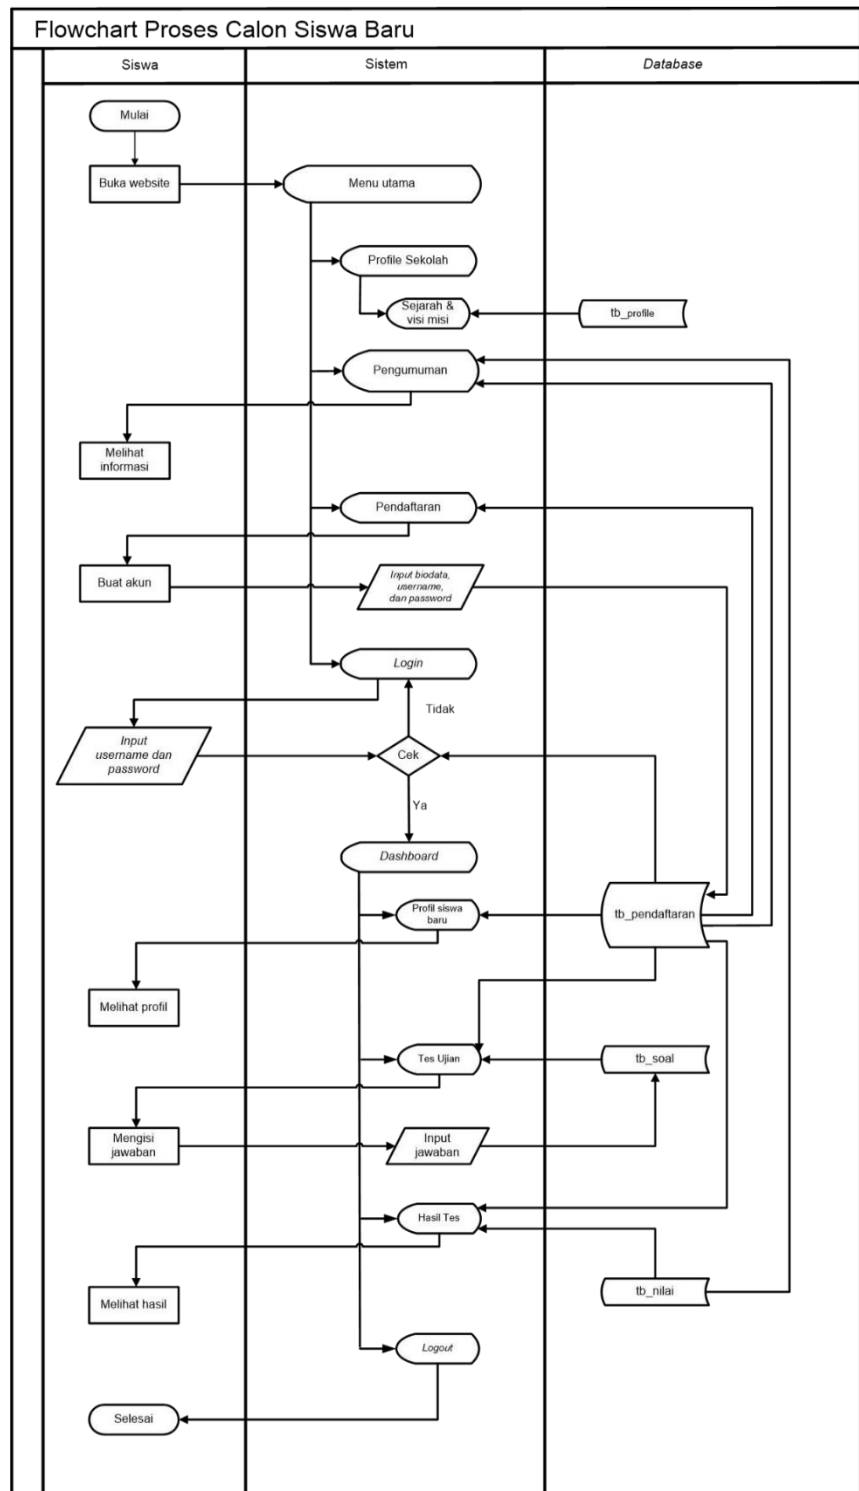 Flowchart Proses Calon Siswa Baru
Siswa
Sistem
Database
Mulai
Buka website
Menu utama
Profile Sekolah
Sejarah &
visi misi
tb_profile
Pengumuman
Melihat
informasi
Pendaftaran
Buat akun
Input biodata,
username,
dan password
Login
Tidak
Input
username dan
password
Cek
Ya
Dashboard
Profil siswa
baru
tb_pendaftaran
Melihat profil
Tes Ujian
tb_soal
Mengisi
jawaban
Input
jawaban
Hasil Tes
Melihat hasil
tb_nilai
Logout
Selesai